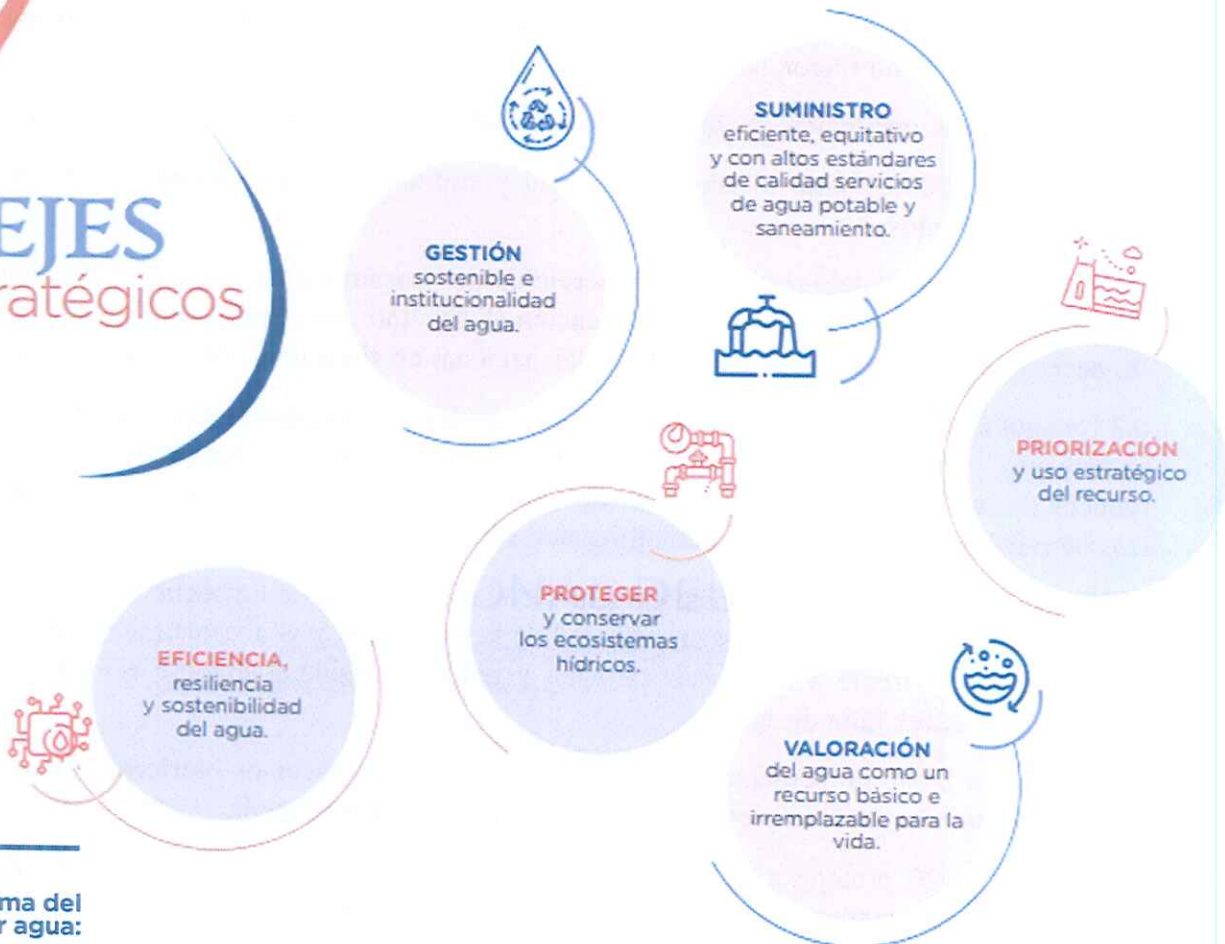 EJES
ratégicos
GESTIÓN
sostenible e
institucionalidad
del agua.
SUMINISTRO
eficiente, equitativo
y con altos estándares
de calidad servicios
de agua potable y
saneamiento.
PRIORIZACIÓN
y uso estratégico
del recurso.
PROTEGER
y conservar
los ecosistemas
hídricos.
EFICIENCIA,
resiliencia
y sostenibilidad
del agua.
VALORACIÓN
del agua como un
recurso básico e
irremplazable para la
vida.
ma del
r agua: